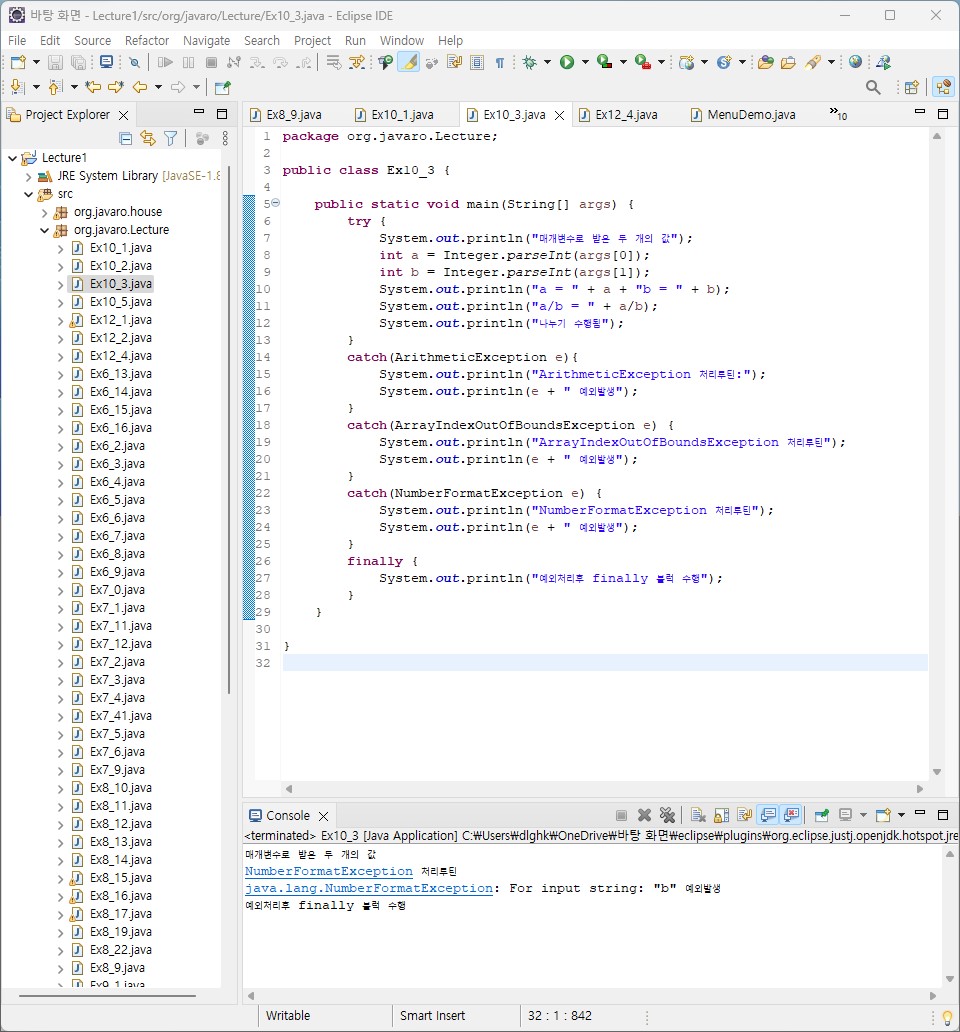 바탕 화면 - Lecture1/src/org/javaro/Lecture/Ex10_3.java - Eclipse IDE
File Edit Source Refactor Navigate Search Project Run Window Help
Project Explorer
Lecture1
JRE System Library [JavaSE-1.8
src
org.javaro.house
org.javaro.Lecture
Ex10_1.java
Ex10_2.java
Ex10_3.java
Ex10_5.java
Ex12_1.java
Ex12_2.java
Ex12_4.java
Ex6_13.java
Ex6_14.java
Ex6_15.java
Ex6_16.java
Ex6_2.java
Ex6_3.java
Ex6_4.java
Ex6_5.java
Ex6_6.java
Ex6_7.java
Ex6_8.java
Ex6_9.java
Ex7_0.java
Ex7_1.java
Ex7_11.java
Ex7_12.java
Ex7_2.java
Ex7_3.java
Ex7_4.java
Ex7_41.java
Ex7_5.java
Ex7_6.java
Ex7_9.java
Ex8_10.java
Ex8_11.java
Ex8_12.java
Ex8_13.java
Ex8_14.java
Ex8_15.java
Ex8_16.java
Ex8_17.java
Ex8_19.java
Ex8_22.java
Ex8_9.java
Ex9_1.java
Ex8_9.java Ex10_1.java Ex10_3.java Ex12_4.java MenuDemo.java »10
1 package org.javaro.Lecture;
2
3 public class Ex10_3 {
4
5 public static void main(String[] args) {
6 try {
7 System.out.println("매개변수로 받은 두 개의 값");
8 int a = Integer.parseInt(args[0]);
9 int b = Integer.parseInt(args[1]);
10 System.out.println("a = " + a + "b = " + b);
11 System.out.println("a/b = " + a/b);
12 System.out.println("나누기 수행됨");
13 }
14 catch(ArithmeticException e){
15 System.out.println("ArithmeticException 처리루틴:");
16 System.out.println(e + " 예외발생");
17 }
18 catch(ArrayIndexOutOfBoundsException e) {
19 System.out.println("ArrayIndexOutOfBoundsException 처리루틴");
20 System.out.println(e + " 예외발생");
21 }
22 catch(NumberFormatException e) {
23 System.out.println("NumberFormatException 처리루틴");
24 System.out.println(e + " 예외발생");
25 }
26 finally {
27 System.out.println("예외처리후 finally 블럭 수행");
28 }
29 }
30
31 }
32
Console
<terminated> Ex10_3 [Java Application] C:₩Users₩dlghk₩OneDrive₩바탕 화면₩eclipse₩plugins₩org.eclipse.justj.openjdk.hotspot.jre
매개변수로 받은 두 개의 값
NumberFormatException 처리루틴
java.lang.NumberFormatException: For input string: "b" 예외발생
예외처리후 finally 블럭 수행
Writable Smart Insert 32 : 1 : 842